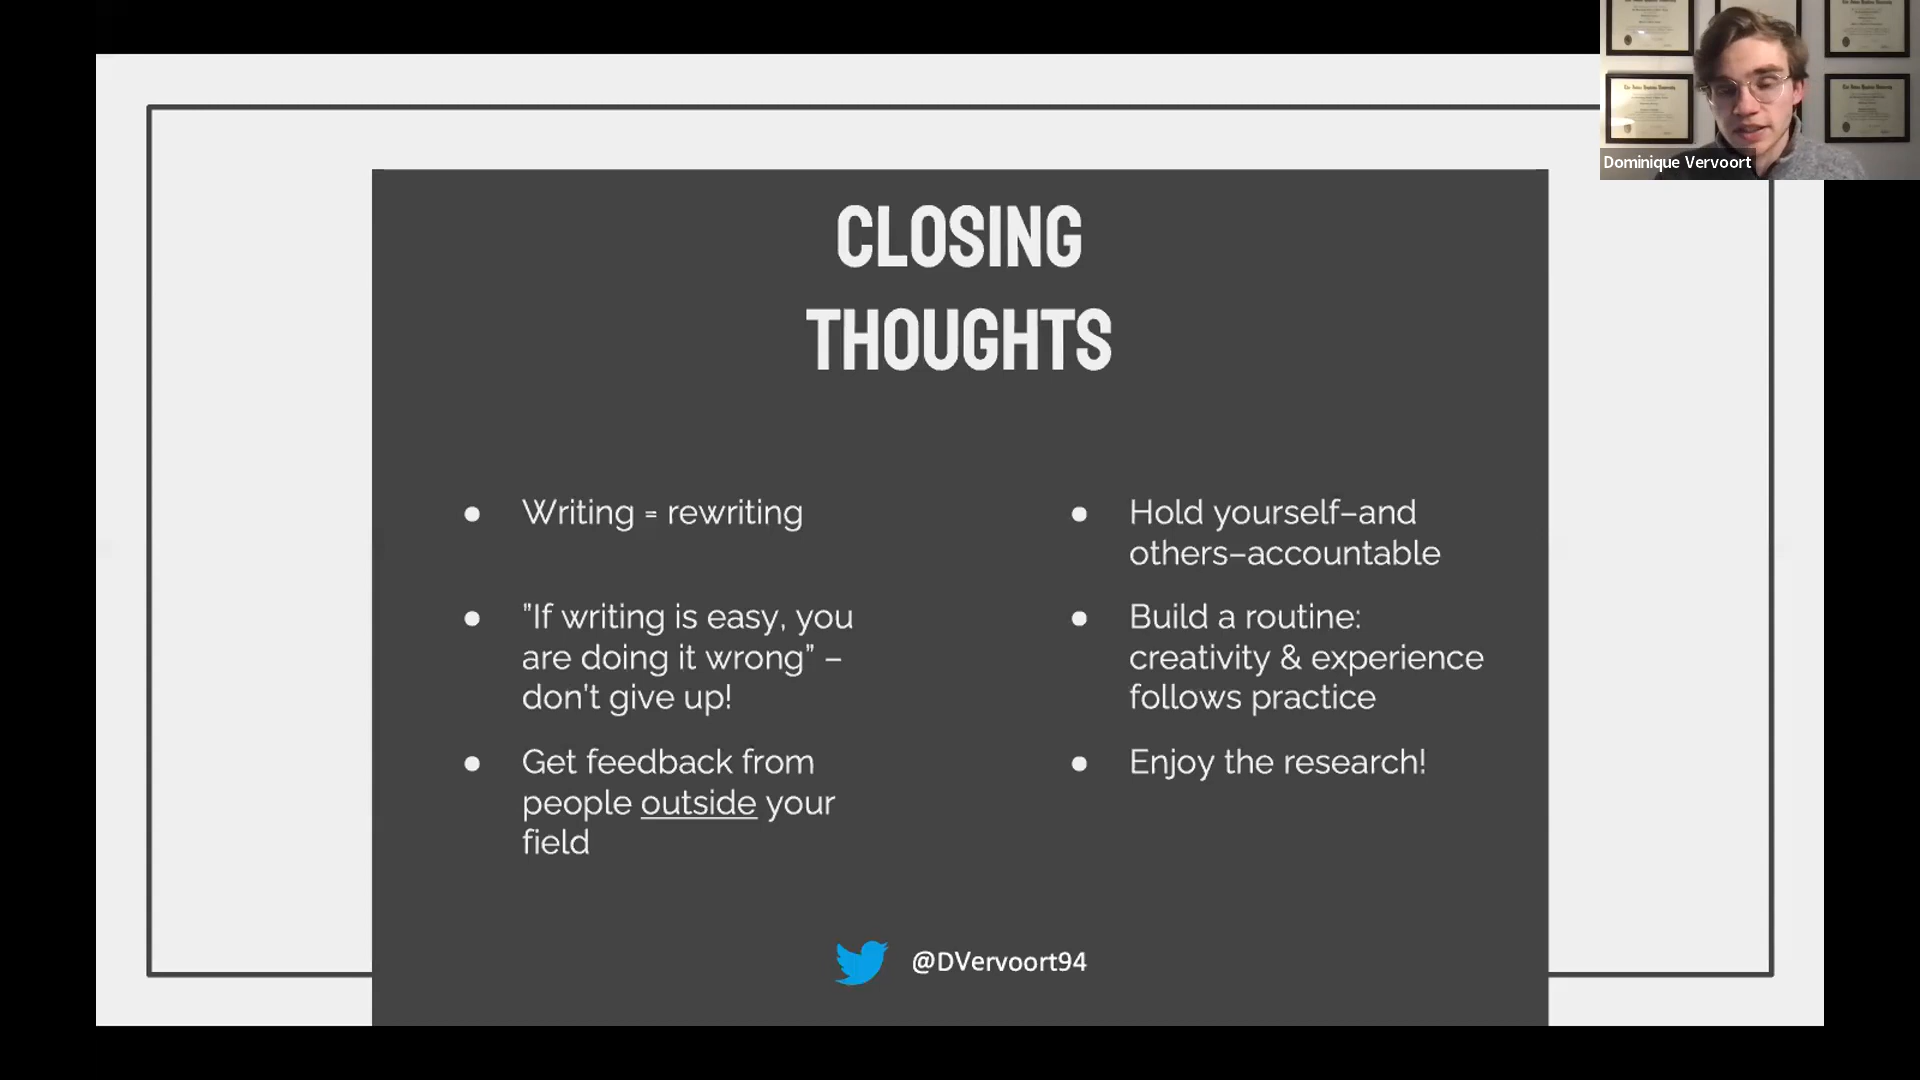 CLOSING
THOUGHTS
● Writing = rewriting
● "If writing is easy, you
are doing it wrong” –
don't give up!
● Get feedback from
people outside your
field
● Hold yourself–and
others–accountable
● Build a routine:
creativity & experience
follows practice
● Enjoy the research!
@DVervoort94
Dominique Vervoort